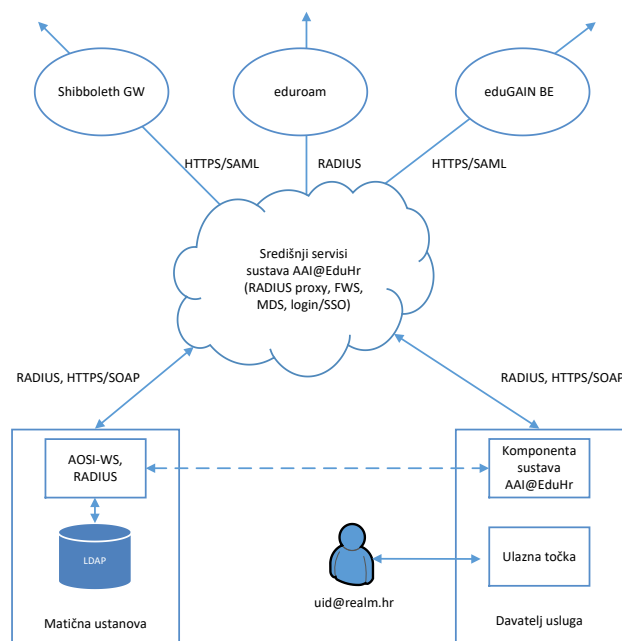 Shibboleth GW
eduroam
eduGAIN BE
HTTPS/SAML
RADIUS
HTTPS/SAML
Središnji servisi
sustava AAI@EduHr
(RADIUS proxy, FWS,
MDS, login/SSO)
RADIUS, HTTPS/SOAP
RADIUS, HTTPS/SOAP
AOSI-WS,
RADIUS
LDAP
Matična ustanova
Komponenta
sustava
AAI@EduHr
Ulazna točka
uid@realm.hr
Davatelj usluga